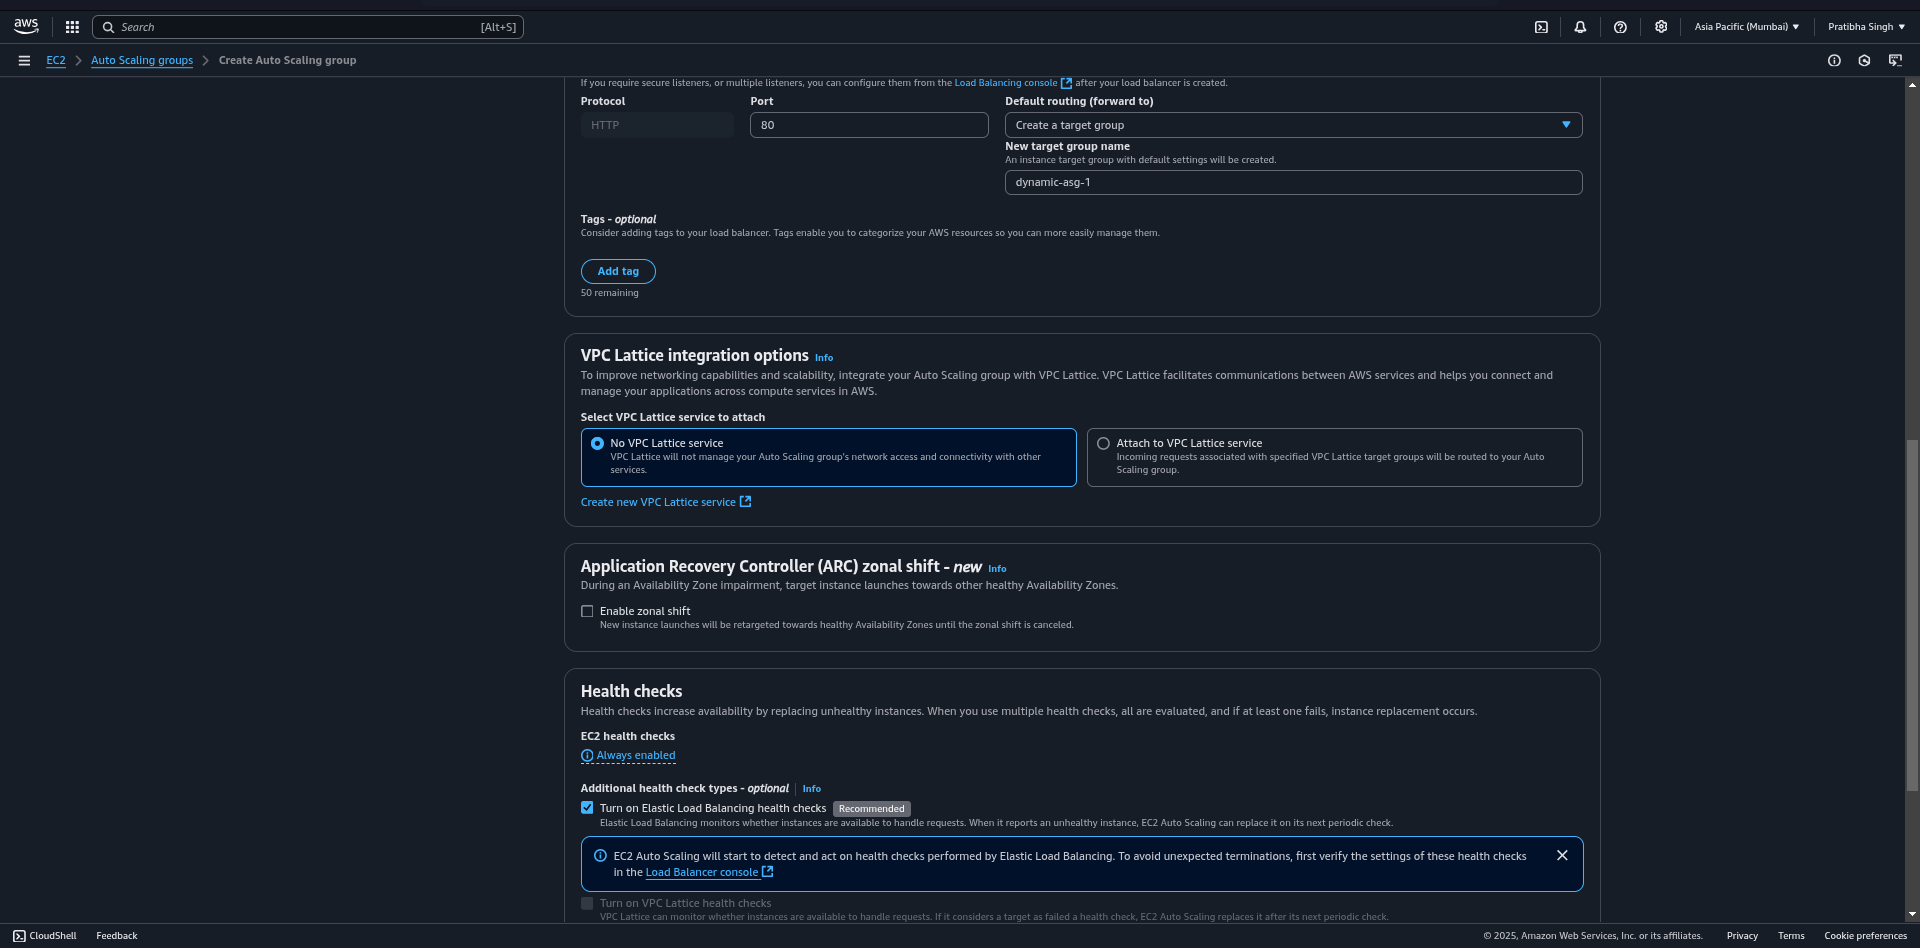 aws
Search
[Alt+S]
Asia Pacific (Mumbai)
Pratibha Singh
EC2
Auto Scaling groups
Create Auto Scaling group
If you require secure listeners, or multiple listeners, you can configure them from the Load Balancing console after your load balancer is created.
Protocol
Port
Default routing (forward to)
HTTP
80
Create a target group
New target group name
An instance target group with default settings will be created.
dynamic-asg-1
Tags - optional
Consider adding tags to your load balancer. Tags enable you to categorize your AWS resources so you can more easily manage them.
Add tag
50 remaining
VPC Lattice integration options Info
To improve networking capabilities and scalability, integrate your Auto Scaling group with VPC Lattice. VPC Lattice facilitates communications between AWS services and helps you connect and
manage your applications across compute services in AWS.
Select VPC Lattice service to attach
No VPC Lattice service
VPC Lattice will not manage your Auto Scaling group's network access and connectivity with other
services.
Attach to VPC Lattice service
Incoming requests associated with specified VPC Lattice target groups will be routed to your Auto
Scaling group.
Create new VPC Lattice service
Application Recovery Controller (ARC) zonal shift - new Info
During an Availability Zone impairment, target instance launches towards other healthy Availability Zones.
Enable zonal shift
New instance launches will be retargeted towards healthy Availability Zones until the zonal shift is canceled.
Health checks
Health checks increase availability by replacing unhealthy instances. When you use multiple health checks, all are evaluated, and if at least one fails, instance replacement occurs.
EC2 health checks
Always enabled
Additional health check types - optional Info
Turn on Elastic Load Balancing health checks Recommended
Elastic Load Balancing monitors whether instances are available to handle requests. When it reports an unhealthy instance, EC2 Auto Scaling can replace it on its next periodic check.
EC2 Auto Scaling will start to detect and act on health checks performed by Elastic Load Balancing. To avoid unexpected terminations, first verify the settings of these health checks
in the Load Balancer console
Turn on VPC Lattice health checks
VPC Lattice can monitor whether instances are available to handle requests. If it considers a target as failed a health check, EC2 Auto Scaling replaces it after its next periodic check.
CloudShell
Feedback
© 2025, Amazon Web Services, Inc. or its affiliates.
Privacy
Terms
Cookie preferences